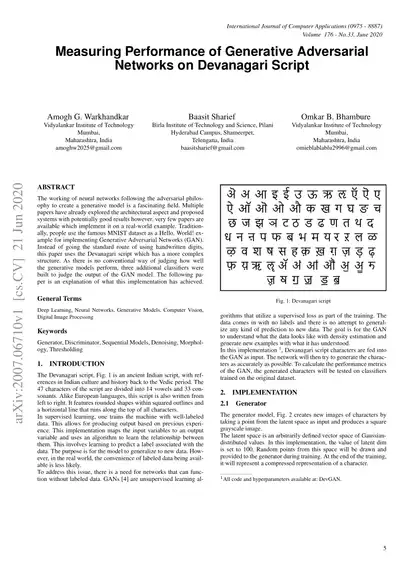 International Journal of Computer Applications (0975 - 8887)
Volume 176 - No.33, June 2020
Measuring Performance of Generative Adversarial
Networks on Devanagari Script
Amogh G. Warkhandkar
Vidyalankar Institute of Technology
Mumbai,
Maharashtra, India
amoghw2025@gmail.com
Baasit Sharief
Birla Institute of Technology and Science, Pilani
Hyderabad Campus, Shameerpet,
Telengana, India
baasitsharief@gmail.com
Omkar B. Bhambure
Vidyalankar Institute of Technology
Mumbai,
Maharashtra, India
arXiv:2007.06710v1 [cs.CV] 21 Jun 2020
ABSTRACT
The working of neural networks following the adversarial philosophy
to create a generative model is a fascinating field. Multiple
papers have already explored the architectural aspect and proposed
systems with potentially good results however, very few papers are
available which implement it on a real-world example. Traditionally,
people use the famous MNIST dataset as a Hello, World! example
for implementing Generative Adversarial Networks (GAN).
Instead of going the standard route of using handwritten digits,
this paper uses the Devanagari script which has a more complex
structure. As there is no conventional way of judging how well
the generative models perform, three additional classifiers were
built to judge the output of the GAN model. The following paper
is an explanation of what this implementation has achieved.
General Terms
Deep Learning, Neural Networks, Generative Models, Computer Vision,
Digital Image Processing
Keywords
Generator, Discriminator, Sequential Models, Denoising, Morphology,
Thresholding
1. INTRODUCTION
The Devanagari script, Fig. 1 is an ancient Indian script, with
references in Indian culture and history back to the Vedic period. The
47 characters of the script are divided into 14 vowels and 33 consonants.
Alike European languages, this script is also written from
left to right. It features rounded shapes within squared outlines and
a horizontal line that runs along the top of all characters.
In supervised learning, one trains the machine with well-labeled
data. This allows for producing output based on previous experience.
This implementation maps the input variables to an output
variable and uses an algorithm to learn the relationship between
them. This involves learning to predict a label associated with the
data. The purpose is for the model to generalize to new data. However,
in the real world, the convenience of labeled data being available
is less likely.
To address this issue, there is a need for networks that can function
without labeled data. GANs [4] are unsupervised learning al-
Fig. 1: Devanagari script
gorithms that utilize a supervised loss as part of the training. The
data comes in with no labels and there is no attempt to generalize
any kind of prediction to new data. The goal is for the GAN
to understand what the data looks like with density estimation and
generate new examples with what it has understood.
In this implementation 1, Devanagari script characters are fed into
the GAN as input. The network will then try to generate the characters
as accurately as possible. To calculate the performance metrics
of the GAN, the generated characters will be tested on classifiers
trained on the original dataset.
2. IMPLEMENTATION
2.1 Generator
The generator model, Fig. 2 creates new images of characters by
taking a point from the latent space as input and produces a square
grayscale image.
The latent space is an arbitrarily defined vector space of Gaussian-
distributed values. In this implementation, the value of latent dim
is set to 100. Random points from this space will be drawn and
provided to the generator during training. At the end of the training,
it will represent a compressed representation of a character.
1 All code and hyperparameters available at: DevGAN.
5